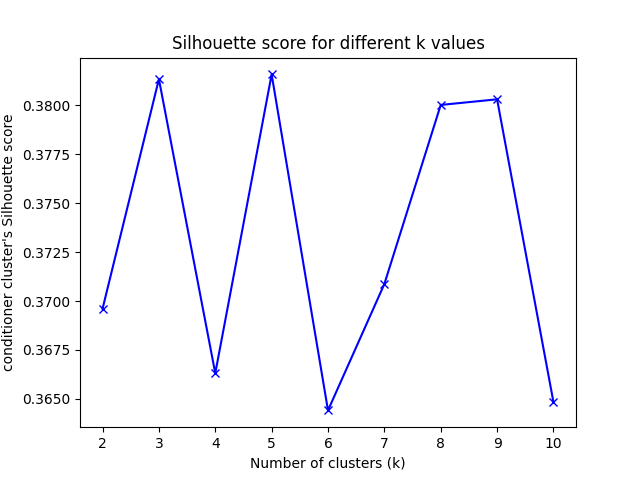 Silhouette score for different k values
conditioner cluster's Silhouette score
0.3800
0.3775
0.3750
0.3725
0.3700
0.3675
0.3650
2 3 4 5 6 7 8 9 10
Number of clusters (k)